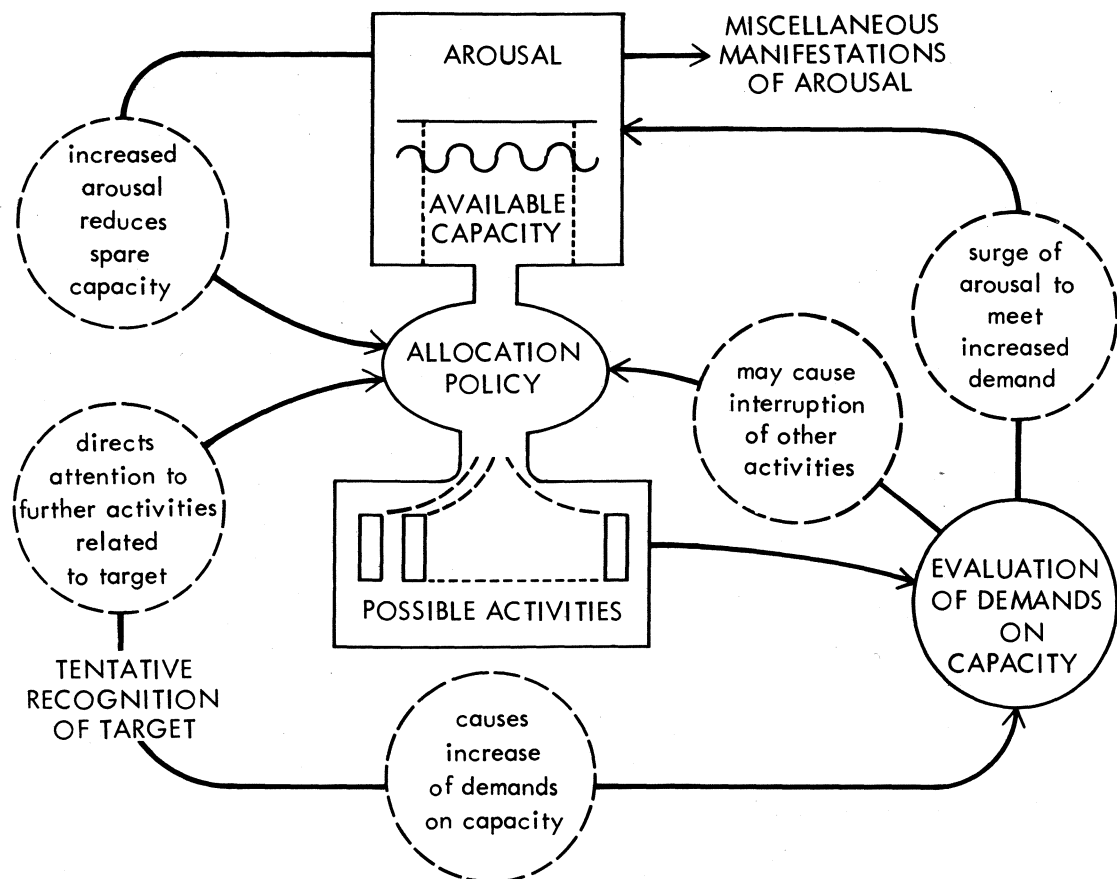 AROUSAL
MISCELLANEOUS
MANIFESTATIONS
OF AROUSAL
increased
arousal
reduces
spare
capacity
AVAILABLE
CAPACITY
surge of
arousal to
meet
increased
demand
ALLOCATION
POLICY
may cause
interruption
of other
activities
directs
attention to
further activities
related
to target
POSSIBLE ACTIVITIES
EVALUATION
OF DEMANDS
ON
CAPACITY
TENTATIVE
RECOGNITION
OF TARGET
causes
increase
of demands
on capacity